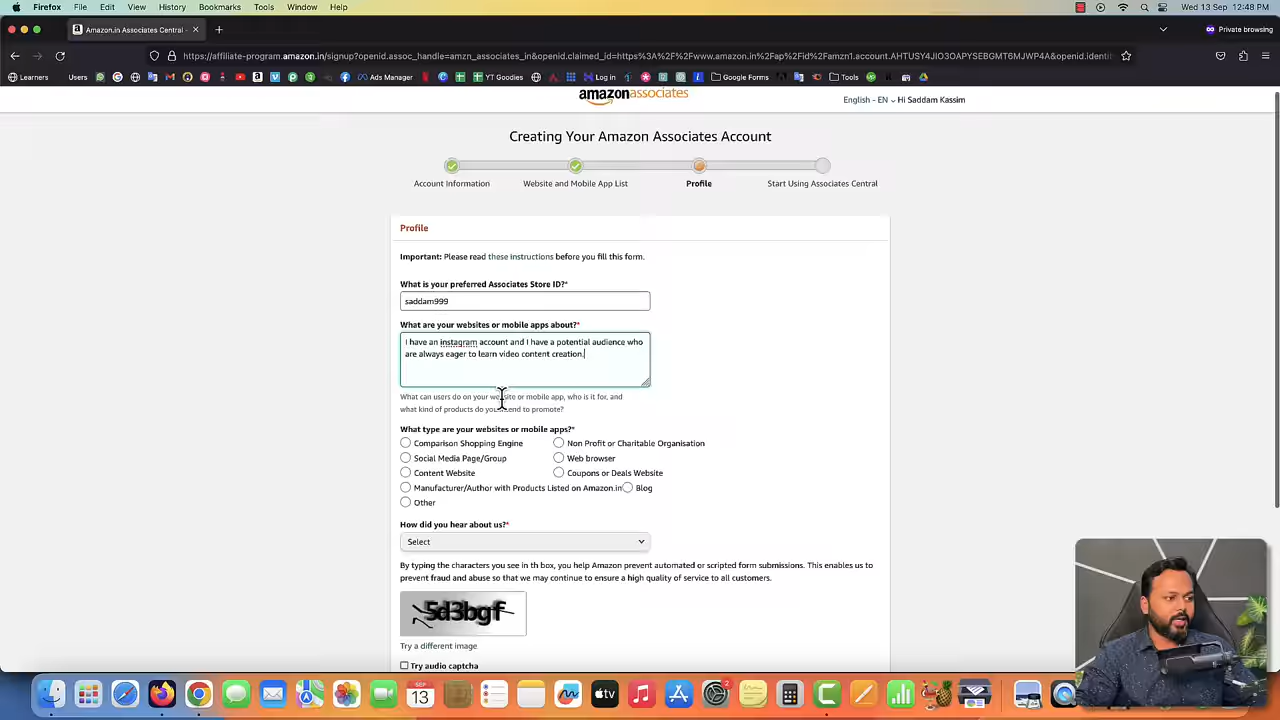 Firefox File Edit View History Bookmarks Tools Window Help
Wed 13 Sep 12:48 PM
Amazon.in Associates Central -
Private browsing
https://affiliate-program.amazon.in/signup?openid.assoc_handle=amzn_associates_in&openid.claimed_id=https%3A%2F%2Fwww.amazon.in%2Fap%2Fid%2Famzn1.account.AHTUSY4JIO3OAPYSEBGMT6MJWP4A&openid.identi
Learners Users Ads Manager YT Goodies Log in Google Forms Tools
amazonassociates
English - EN Hi Saddam Kassim
Creating Your Amazon Associates Account
Account Information Website and Mobile App List Profile Start Using Associates Central
Profile
Important: Please read these instructions before you fill this form.
What is your preferred Associates Store ID?*
saddam999
What are your websites or mobile apps about?*
I have an instagram account and I have a potential audience who
are always eager to learn video content creation.
What can users do on your website or mobile app, who is it for, and
what kind of products do you intend to promote?
What type are your websites or mobile apps?*
Comparison Shopping Engine Non Profit or Charitable Organisation
Social Media Page/Group Web browser
Content Website Coupons or Deals Website
Manufacturer/Author with Products Listed on Amazon.in Blog
Other
How did you hear about us?*
Select
By typing the characters you see in th box, you help Amazon prevent automated or scripted form submissions. This enables us to
prevent fraud and abuse so that we may continue to ensure a high quality of service to all customers.
5d3bgf
Try a different image
Try audio captcha
SEP
13
tv
2